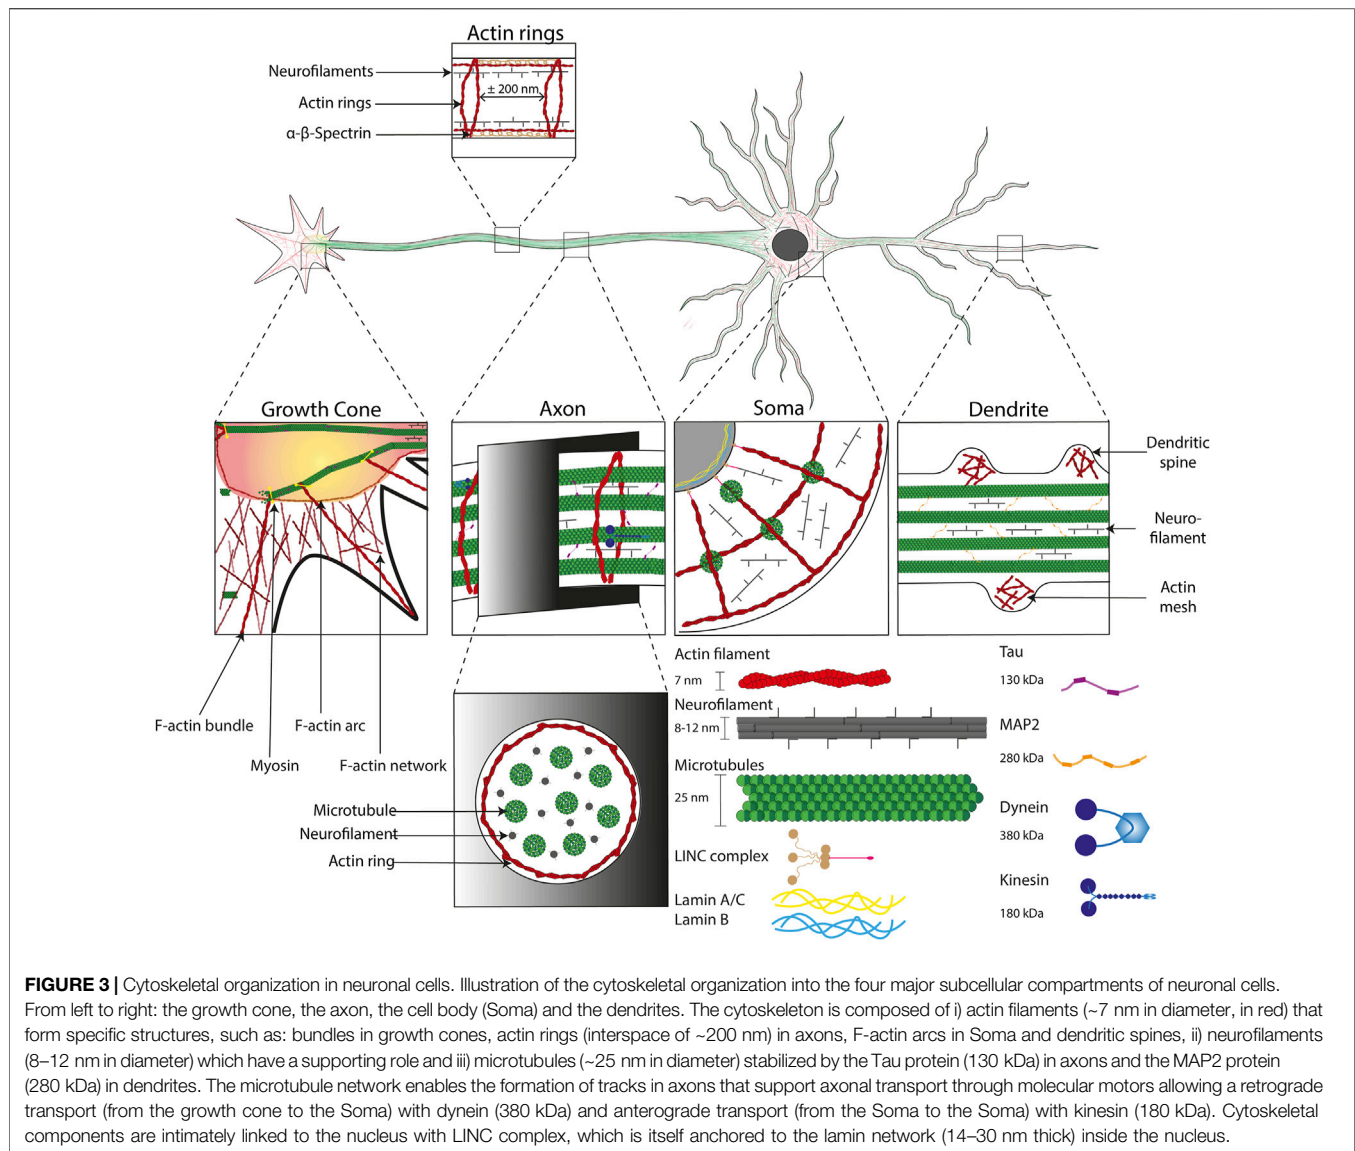 Actin rings
Neurofilaments
± 200 nm
Actin rings
α-β-Spectrin
Growth Cone
Axon
Soma
Dendrite
Dendritic
spine
Neuro-
filament
Actin
mesh
F-actin bundle
F-actin arc
Myosin
F-actin network
Microtubule
Neurofilament
Actin ring
Actin filament
7 nm
Neurofilament
8-12 nm
Microtubules
25 nm
LINC complex
Lamin A/C
Lamin B
Tau
130 kDa
MAP2
280 kDa
Dynein
380 kDa
Kinesin
180 kDa
FIGURE 3 | Cytoskeletal organization in neuronal cells. Illustration of the cytoskeletal organization into the four major subcellular compartments of neuronal cells.
From left to right: the growth cone, the axon, the cell body (Soma) and the dendrites. The cytoskeleton is composed of i) actin filaments (~7 nm in diameter, in red) that
form specific structures, such as: bundles in growth cones, actin rings (interspace of ~200 nm) in axons, F-actin arcs in Soma and dendritic spines, ii) neurofilaments
(8–12 nm in diameter) which have a supporting role and iii) microtubules (~25 nm in diameter) stabilized by the Tau protein (130 kDa) in axons and the MAP2 protein
(280 kDa) in dendrites. The microtubule network enables the formation of tracks in axons that support axonal transport through molecular motors allowing a retrograde
transport (from the growth cone to the Soma) with dynein (380 kDa) and anterograde transport (from the Soma to the Soma) with kinesin (180 kDa). Cytoskeletal
components are intimately linked to the nucleus with LINC complex, which is itself anchored to the lamin network (14–30 nm thick) inside the nucleus.